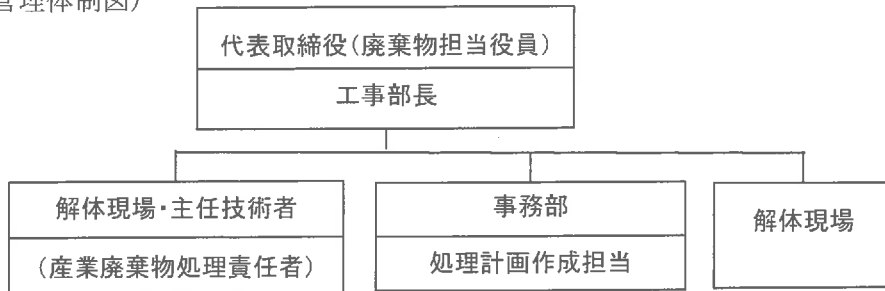 管理体制図)
代表取締役(廃棄物担当役員)
工事部長
解体現場・主任技術者
(産業廃棄物処理責任者)
事務部
処理計画作成担当
解体現場